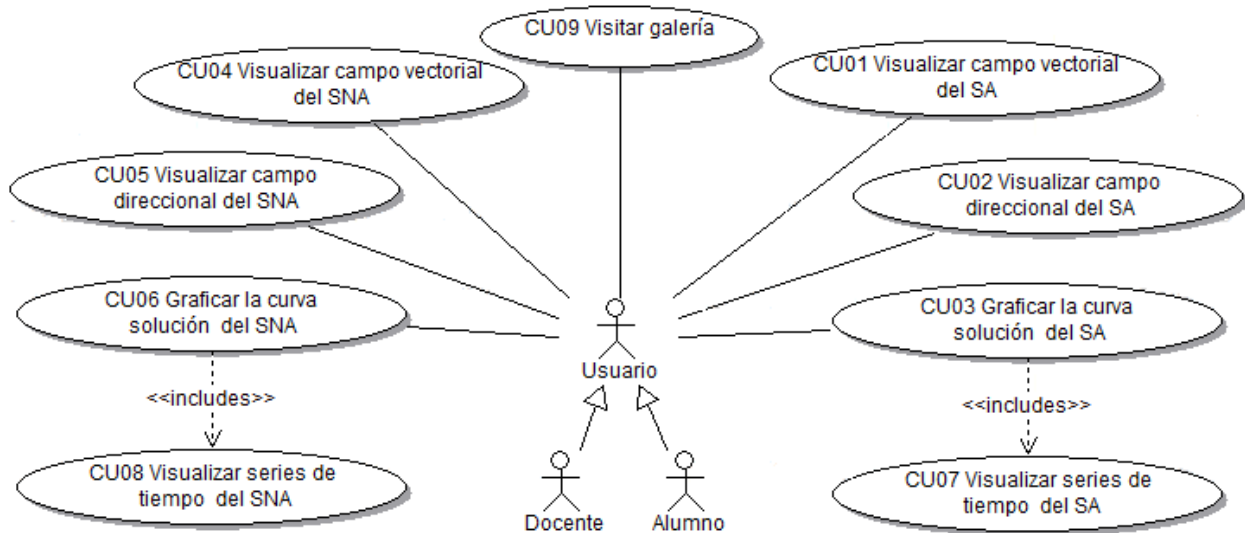 CU09 Visitar galería
CU04 Visualizar campo vectorial
del SNA
CU01 Visualizar campo vectorial
del SA
CU05 Visualizar campo
direccional del SNA
CU02 Visualizar campo
direccional del SA
CU06 Graficar la curva
solución del SNA
CU03 Graficar la curva
solución del SA
Usuario
<<includes>>
<<includes>>
CU08 Visualizar series de
tiempo del SNA
CU07 Visualizar series de
tiempo del SA
Docente
Alumno